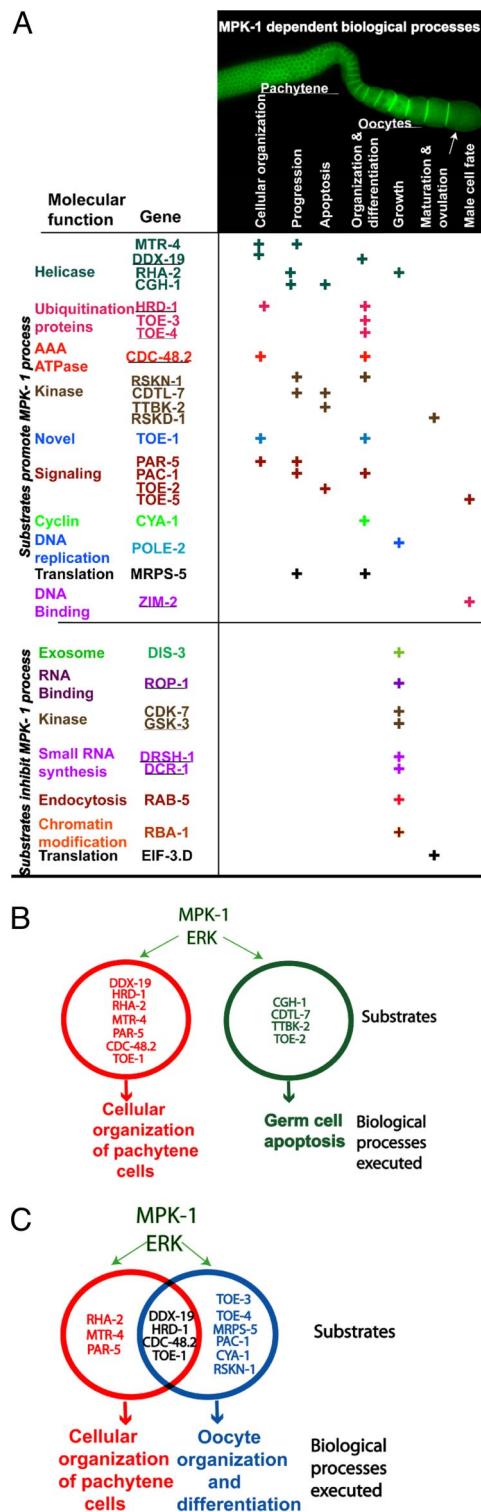 A
MPK-1 dependent biological processes
Pachytene
Oocytes
Cellular organization
Progression
Apoptosis
Organization &
differentiation
Growth
Maturation &
ovulation
Male cell fate
Molecular
function
Gene
Substrates promote MPK- 1 process
Helicase
MTR-4
DDX-19
RHA-2
CGH-1
Ubiquitination
proteins
HRD-1
TOE-3
TOE-4
AAA
ATPase
CDC-48.2
Kinase
RSKN-1
CDTL-7
TTBK-2
RSKD-1
Novel
TOE-1
Signaling
PAR-5
PAC-1
TOE-2
TOE-5
Cyclin
CYA-1
DNA
replication
POLE-2
Translation
MRPS-5
DNA
Binding
ZIM-2
Substrates inhibit MPK- 1 process
Exosome
DIS-3
RNA
Binding
ROP-1
Kinase
CDK-7
GSK-3
Small RNA
synthesis
DRSH-1
DCR-1
Endocytosis
RAB-5
Chromatin
modification
RBA-1
Translation
EIF-3.D
B
MPK-1
ERK
DDX-19
HRD-1
RHA-2
MTR-4
PAR-5
CDC-48.2
TOE-1
CGH-1
CDTL-7
TTBK-2
TOE-2
Substrates
Cellular
organization
of pachytene
cells
Germ cell
apoptosis
Biological
processes
executed
C
MPK-1
ERK
RHA-2
MTR-4
PAR-5
DDX-19
HRD-1
CDC-48.2
TOE-1
TOE-3
TOE-4
MRPS-5
PAC-1
CYA-1
RSKN-1
Substrates
Cellular
organization
of pachytene
cells
Oocyte
organization
and
differentiation
Biological
processes
executed